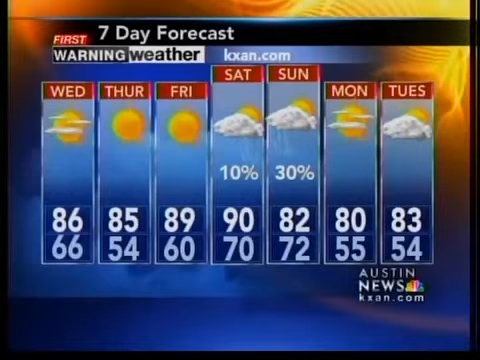 FIRST 7 Day Forecast
WARNING weather kxan.com
WED THUR FRI SAT SUN MON TUES
10% 30%
86 85 89 90 82 80 83
66 54 60 70 72 55 54
AUSTIN
NEWS
kxan.com